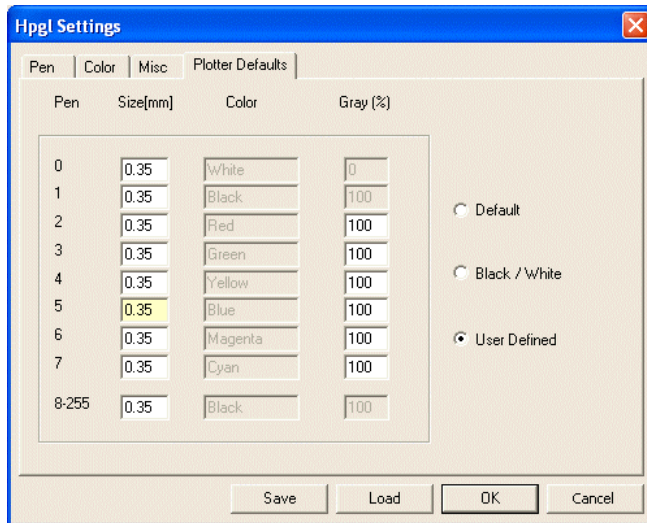 Hpgl Settings
Pen Color Misc Plotter Defaults
Pen Size[mm] Color Gray (%)
0 0.35 White 0
1 0.35 Black 100
2 0.35 Red 100
3 0.35 Green 100
4 0.35 Yellow 100
5 0.35 Blue 100
6 0.35 Magenta 100
7 0.35 Cyan 100
8-255 0.35 Black 100
Default
Black / White
User Defined
Save Load OK Cancel